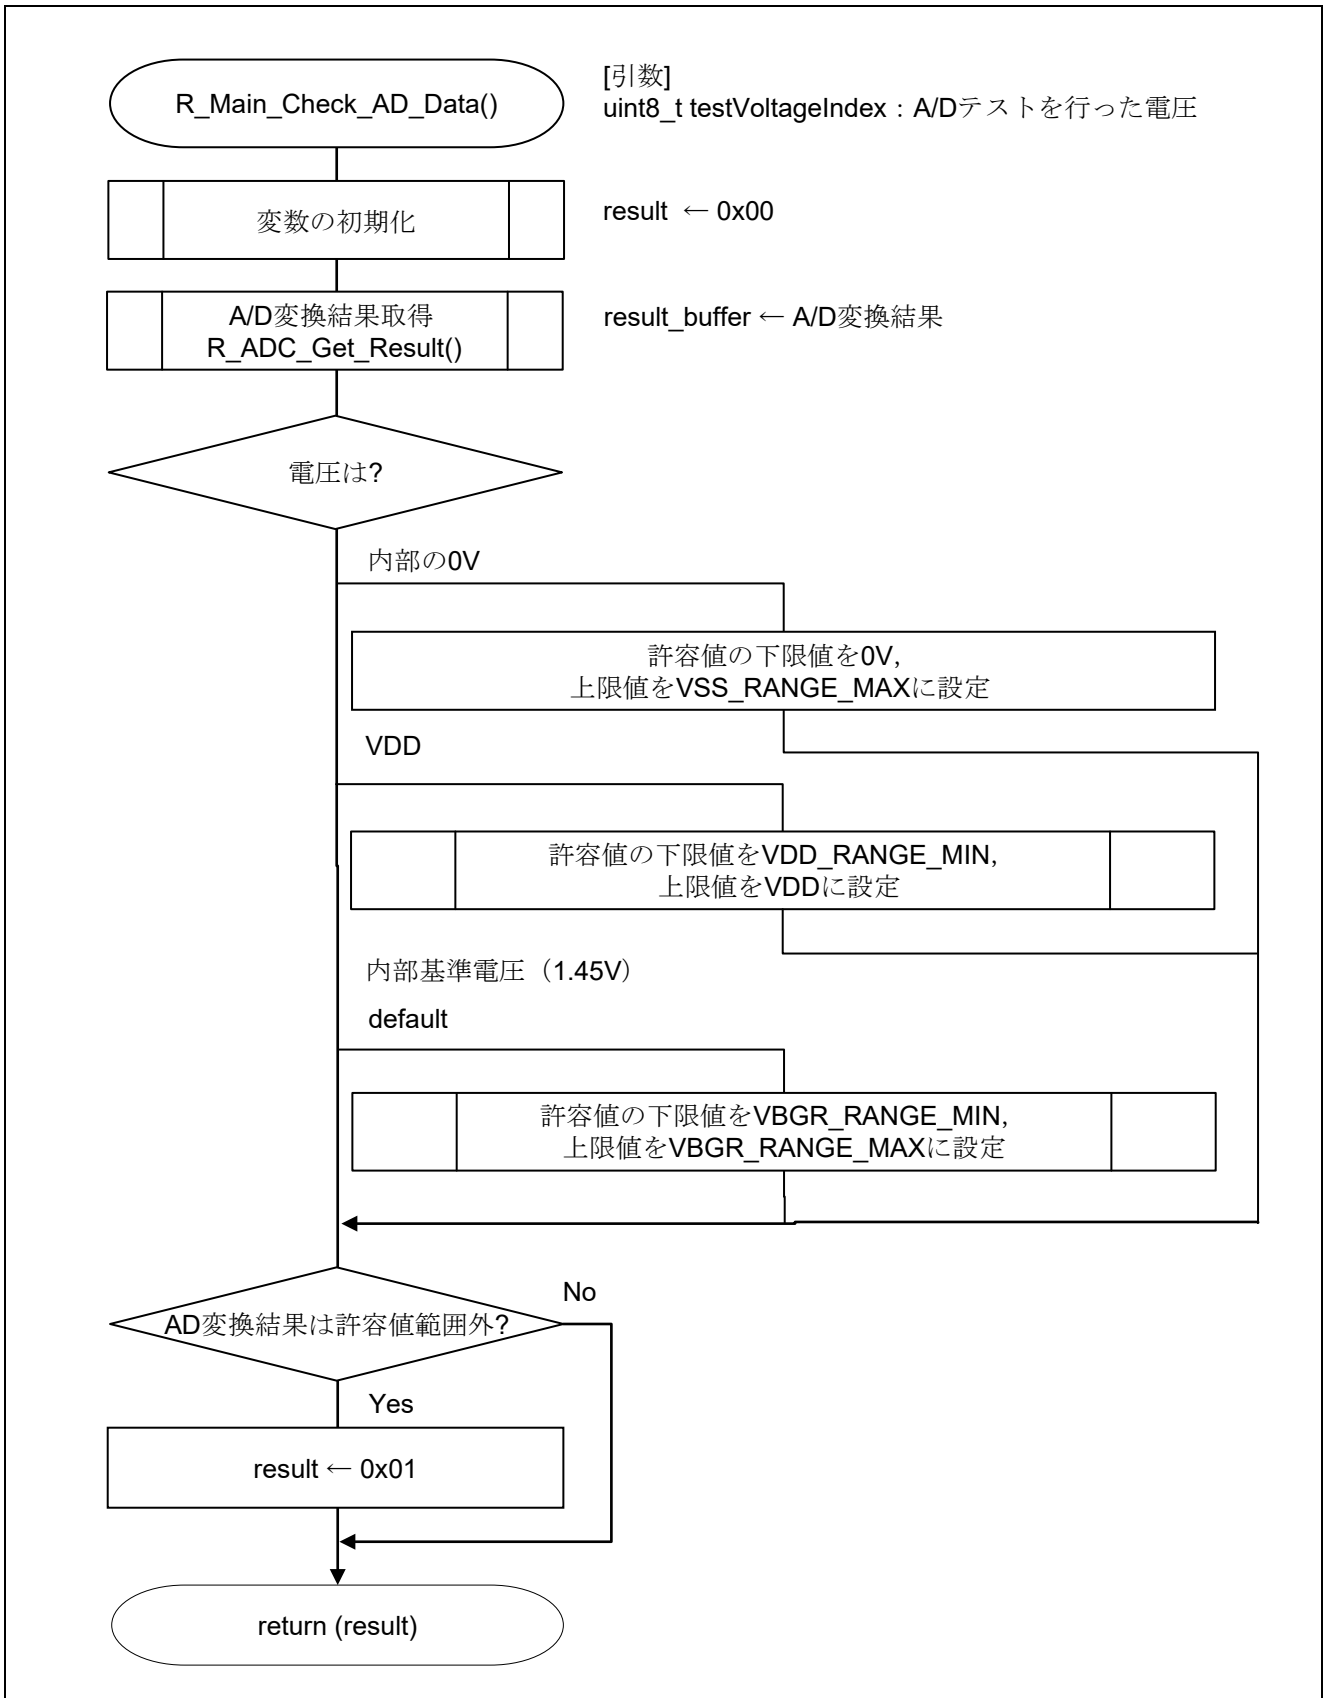 R_Main_Check_AD_Data()
[引数]
uint8_t testVoltageIndex：A/Dテストを行った電圧
変数の初期化
result ← 0x00
A/D変換結果取得
R_ADC_Get_Result()
result_buffer ← A/D変換結果
電圧は?
内部の0V
許容値の下限値を0V,
上限値をVSS_RANGE_MAXに設定
VDD
許容値の下限値をVDD_RANGE_MIN,
上限値をVDDに設定
内部基準電圧（1.45V）
default
許容値の下限値をVBGR_RANGE_MIN,
上限値をVBGR_RANGE_MAXに設定
No
AD変換結果は許容値範囲外?
Yes
result ← 0x01
return (result)